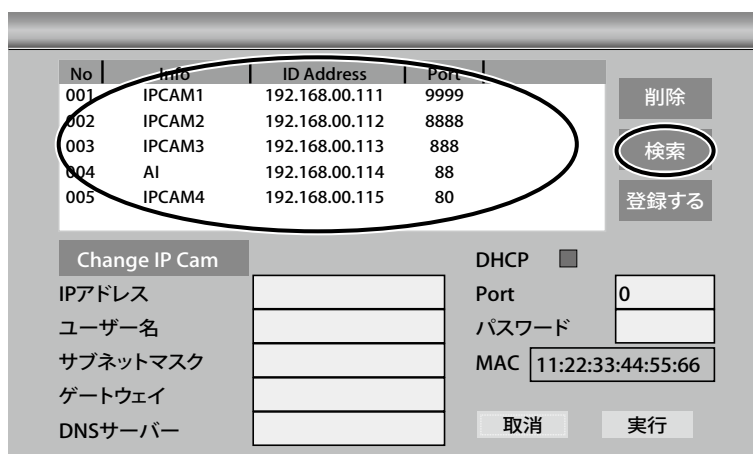 No Info ID Address Port
001 IPCAM1 192.168.00.111 9999
002 IPCAM2 192.168.00.112 8888
003 IPCAM3 192.168.00.113 888
004 AI 192.168.00.114 88
005 IPCAM4 192.168.00.115 80
削除
検索
登録する
Change IP Cam
DHCP
IPアドレス
Port 0
ユーザー名
パスワード
サブネットマスク
MAC 11:22:33:44:55:66
ゲートウェイ
DNSサーバー
取消 実行